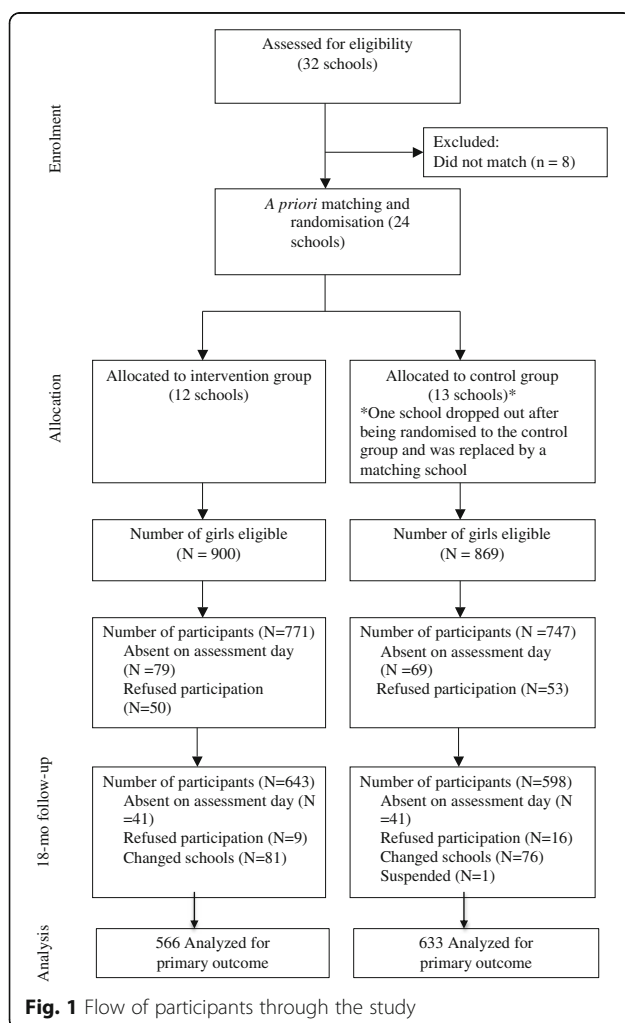 Assessed for eligibility
(32 schools)
Enrolment
Excluded:
Did not match (n = 8)
A priori matching and
randomisation (24
schools)
Allocation
Allocated to intervention group
(12 schools)
Allocated to control group
(13 schools)*
*One school dropped out after
being randomised to the control
group and was replaced by a
matching school
Number of girls eligible
(N = 900)
Number of girls eligible
(N = 869)
Number of participants (N=771)
Absent on assessment day
(N =79)
Refused participation
(N=50)
Number of participants (N =747)
Absent on assessment day
(N =69)
Refused participation (N=53)
18-mo follow-up
Number of participants (N=643)
Absent on assessment day (N
=41)
Refused participation (N=9)
Changed schools (N=81)
Number of participants (N=598)
Absent on assessment day (N
=41)
Refused participation (N=16)
Changed schools (N=76)
Suspended (N=1)
Analysis
566 Analyzed for
primary outcome
633 Analyzed for
primary outcome
Fig. 1 Flow of participants through the study